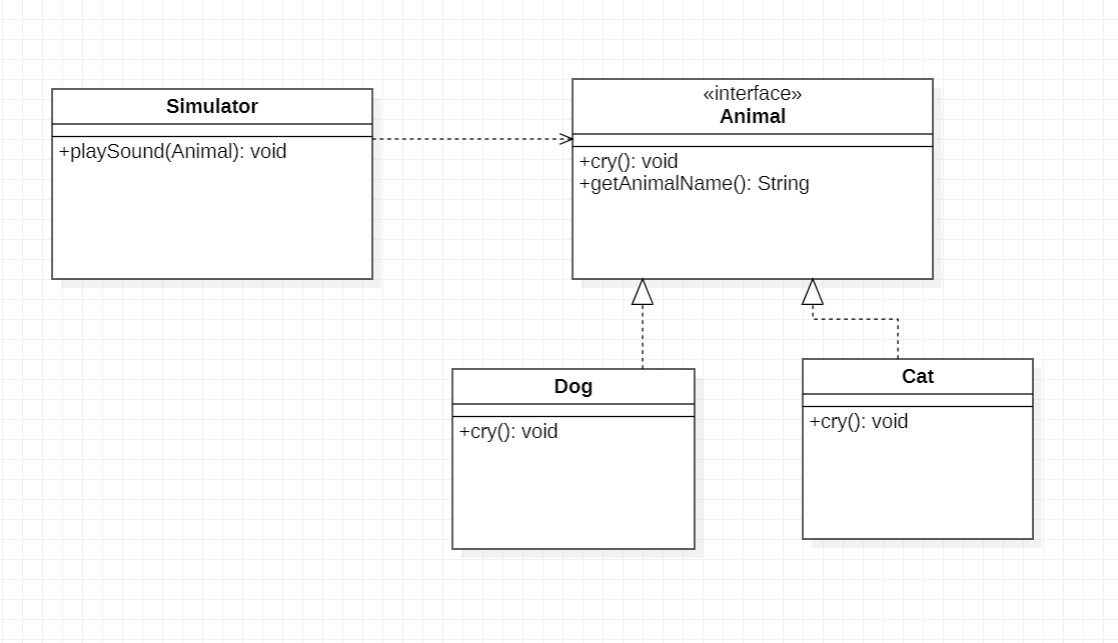 Simulator
+playSound(Animal): void
«interface»
Animal
+cry(): void
+getAnimalName(): String
Dog
+cry(): void
Cat
+cry(): void